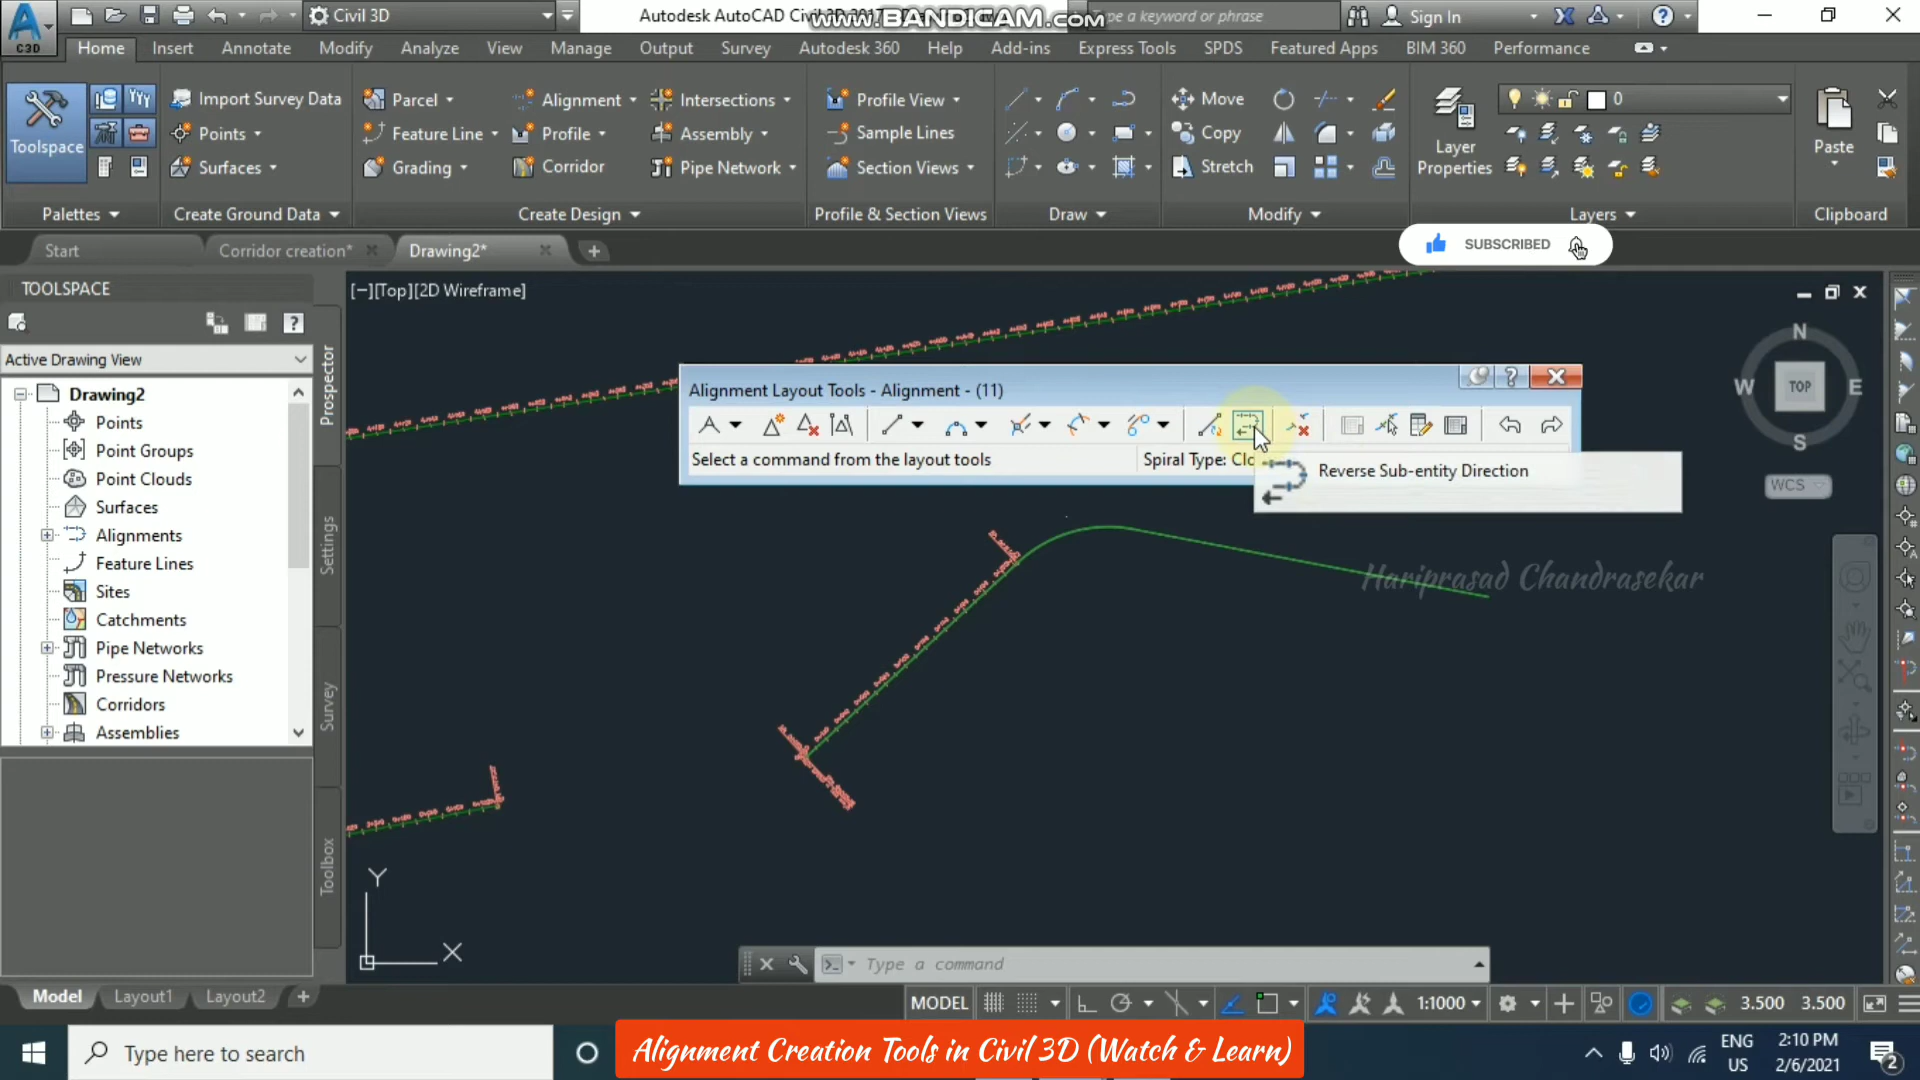 Civil 3D
Autodesk AutoCAD Civil 3D 2017
www.BANDICAM.com
Type a keyword or phrase
Sign In
C3D
Home Insert Annotate Modify Analyze View Manage Output Survey Autodesk 360 Help Add-ins Express Tools SPDS Featured Apps BIM 360 Performance
Toolspace
Import Survey Data
Points
Surfaces
Parcel
Feature Line
Grading
Alignment
Profile
Corridor
Intersections
Assembly
Pipe Network
Profile View
Sample Lines
Section Views
Move
Copy
Stretch
Layer
Properties
0
Paste
Palettes Create Ground Data Create Design Profile & Section Views Draw Modify Layers Clipboard
SUBSCRIBED
Start Corridor creation* Drawing2*
TOOLSPACE
Active Drawing View
Drawing2
Points
Point Groups
Point Clouds
Surfaces
Alignments
Feature Lines
Sites
Catchments
Pipe Networks
Pressure Networks
Corridors
Assemblies
Prospector
Settings
Survey
Toolbox
[−][Top][2D Wireframe]
Alignment Layout Tools - Alignment - (11)
Select a command from the layout tools
Spiral Type: Clo
Reverse Sub-entity Direction
N
W TOP E
S
WCS
Hariprasad Chandrasekar
Y
X
Type a command
Model Layout1 Layout2
MODEL 1:1000 3.500 3.500
Type here to search
Alignment Creation Tools in Civil 3D (Watch & Learn)
ENG
US
2:10 PM
2/6/2021
2